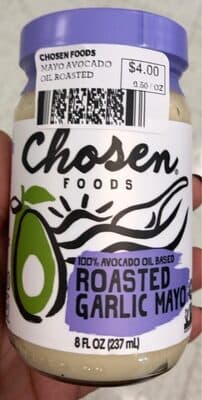 CHOSEN FOODS
MAYO AVOCADO
OIL ROASTED
$4.00
0.50 / OZ
Chosen
FOODS
100% AVOCADO OIL BASED
ROASTED
GARLIC MAYO
8 FL OZ (237 mL)